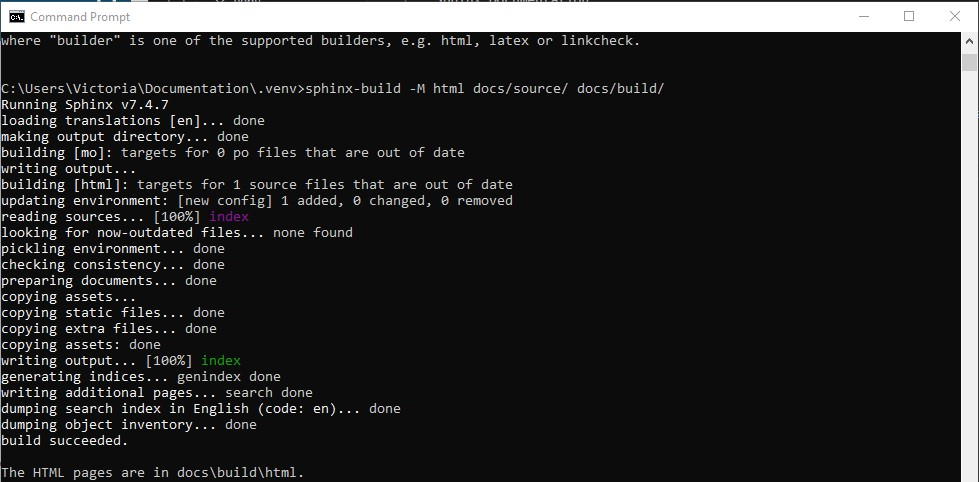 Command Prompt
where "builder" is one of the supported builders, e.g. html, latex or linkcheck.
C:\Users\Victoria\Documentation\.venv>sphinx-build -M html docs/source/ docs/build/
Running Sphinx v7.4.7
loading translations [en]... done
making output directory... done
building [mo]: targets for 0 po files that are out of date
writing output...
building [html]: targets for 1 source files that are out of date
updating environment: [new config] 1 added, 0 changed, 0 removed
reading sources... [100%] index
looking for now-outdated files... none found
pickling environment... done
checking consistency... done
preparing documents... done
copying assets...
copying static files... done
copying extra files... done
copying assets: done
writing output... [100%] index
generating indices... genindex done
writing additional pages... search done
dumping search index in English (code: en)... done
dumping object inventory... done
build succeeded.
The HTML pages are in docs\build\html.